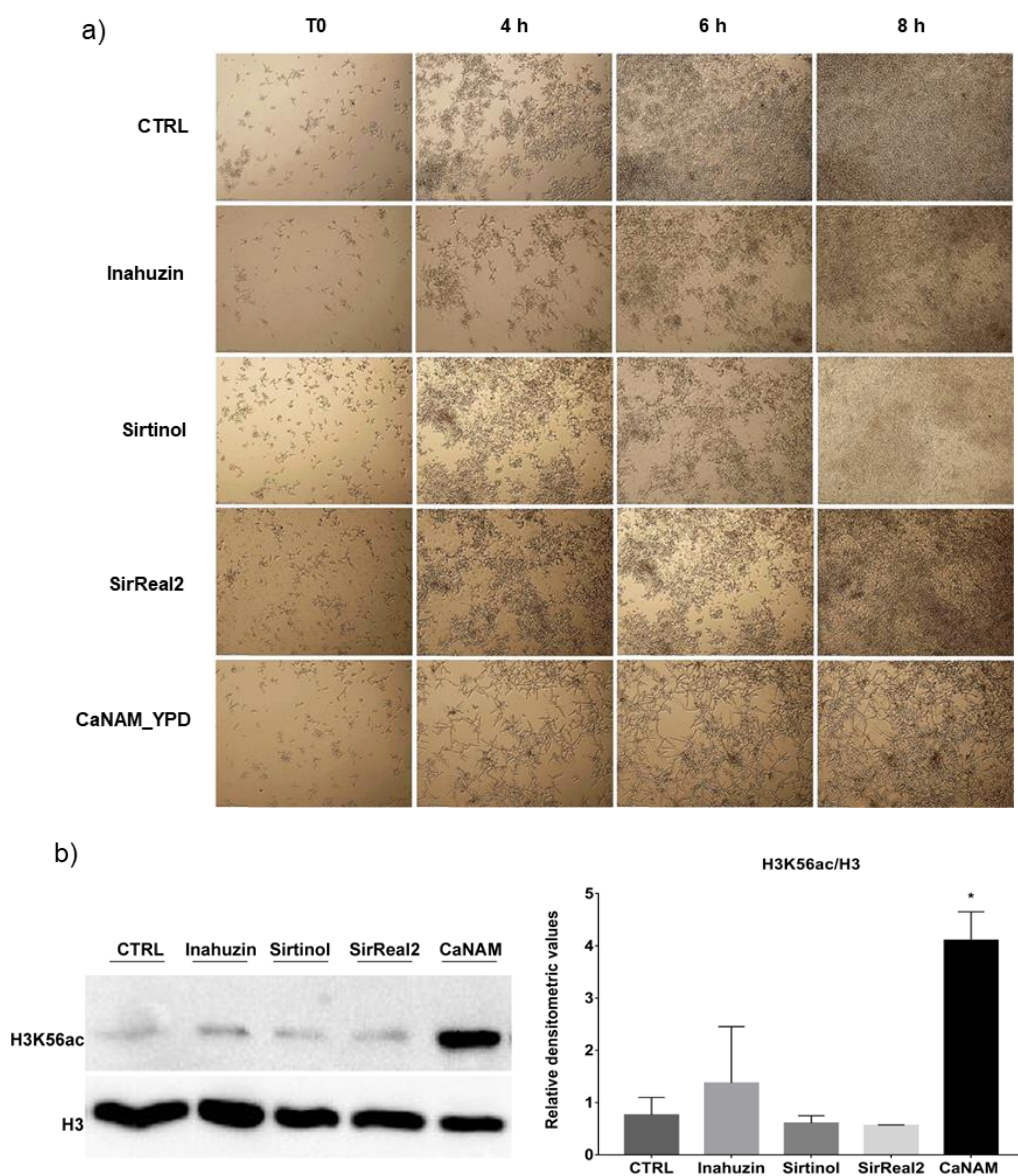 a)
T0 4 h 6 h 8 h
CTRL
Inahuzin
Sirtinol
SirReal2
CaNAM_YPD
b)
CTRL Inahuzin Sirtinol SirReal2 CaNAM
H3K56ac
H3
H3K56ac/H3
Relative densitometric values
5
*
4
3
2
1
0
CTRL Inahuzin Sirtinol SirReal2 CaNAM